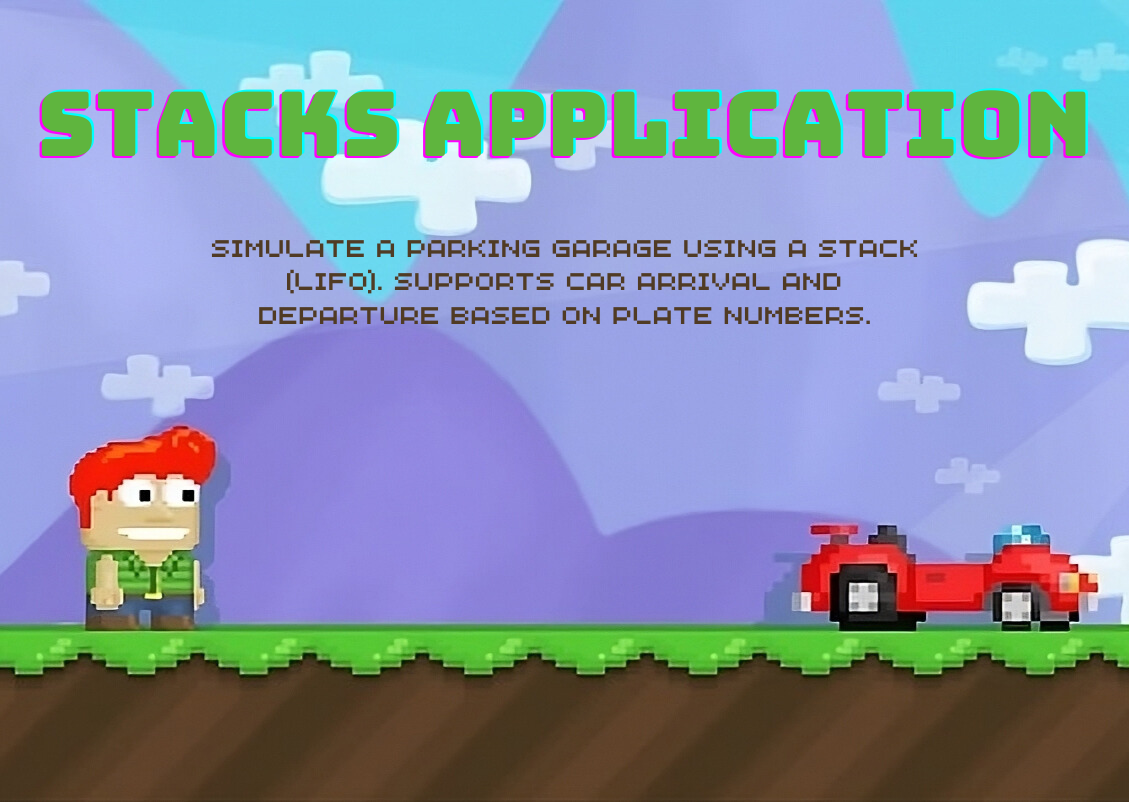 STACKS APPLICATION
SIMULATE A PARKING GARAGE USING A STACK
(LIFO). SUPPORTS CAR ARRIVAL AND
DEPARTURE BASED ON PLATE NUMBERS.